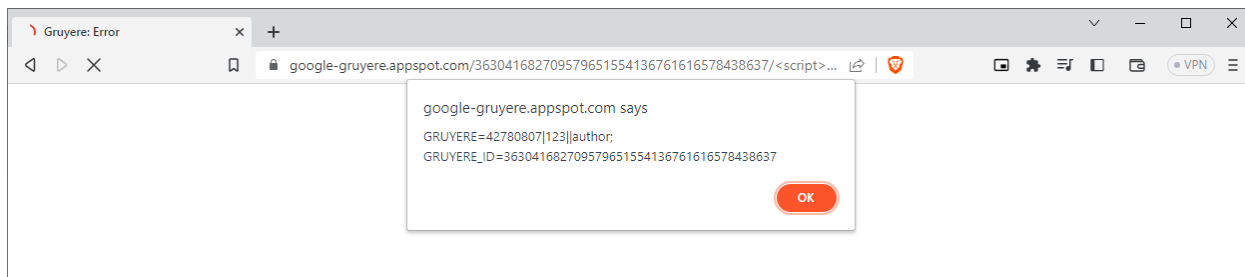 Gruyere: Error
google-gruyere.appspot.com/363041682709579651554136761616578438637/<script>...
VPN
google-gruyere.appspot.com says
GRUYERE=42780807|123||author;
GRUYERE_ID=363041682709579651554136761616578438637
OK